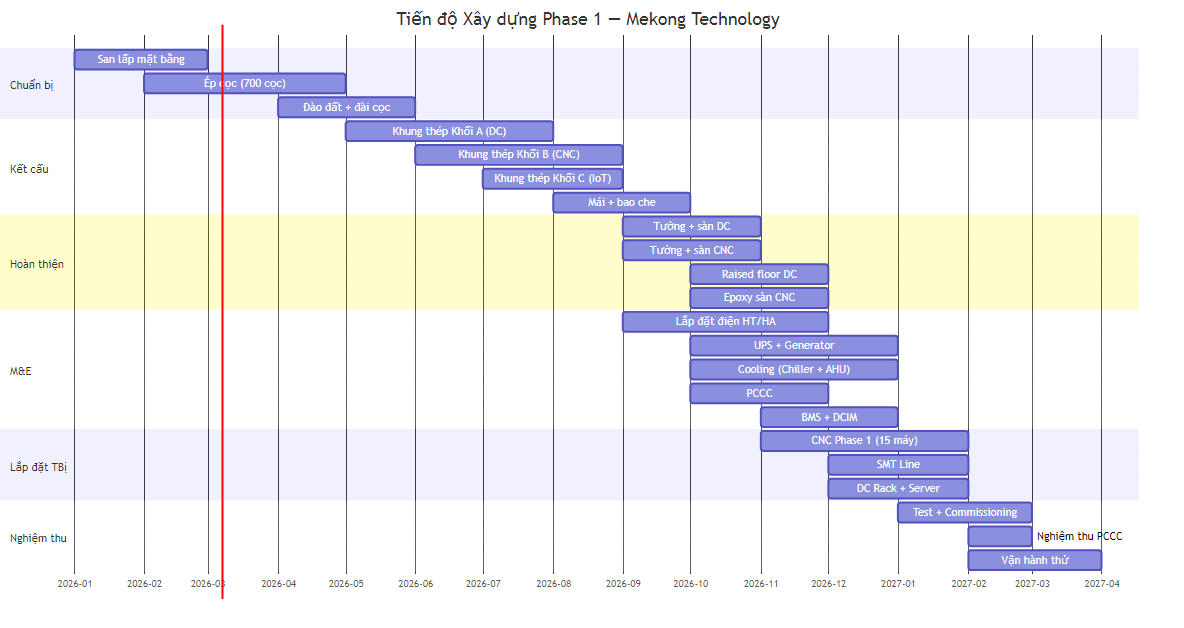 Tiến độ Xây dựng Phase 1 — Mekong Technology
Chuẩn bị
San lấp mặt bằng
Ép cọc (700 cọc)
Đào đất + đài cọc
Kết cấu
Khung thép Khối A (DC)
Khung thép Khối B (CNC)
Khung thép Khối C (IoT)
Mái + bao che
Hoàn thiện
Tường + sàn DC
Tường + sàn CNC
Raised floor DC
Epoxy sàn CNC
M&E
Lắp đặt điện HT/HA
UPS + Generator
Cooling (Chiller + AHU)
PCCC
BMS + DCIM
Lắp đặt TBị
CNC Phase 1 (15 máy)
SMT Line
DC Rack + Server
Nghiệm thu
Test + Commissioning
Nghiệm thu PCCC
Vận hành thử
2026-01 2026-02 2026-03 2026-04 2026-05 2026-06 2026-07 2026-08 2026-09 2026-10 2026-11 2026-12 2027-01 2027-02 2027-03 2027-04